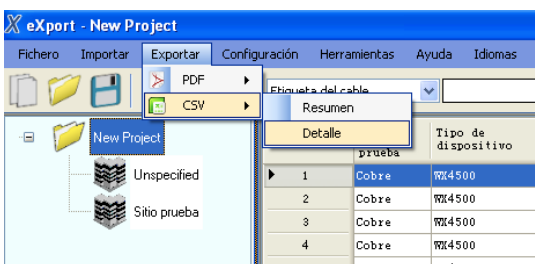 eXport - New Project
Fichero Importar Exportar Configuración Herramientas Ayuda Idiomas
PDF
Etiqueta del cable
CSV
Resumen
Detalle
New Project
prueba
Tipo de
dispositivo
Unspecified
1 Cobre WX4500
2 Cobre WX4500
Sitio prueba
3 Cobre WX4500
4 Cobre WX4500